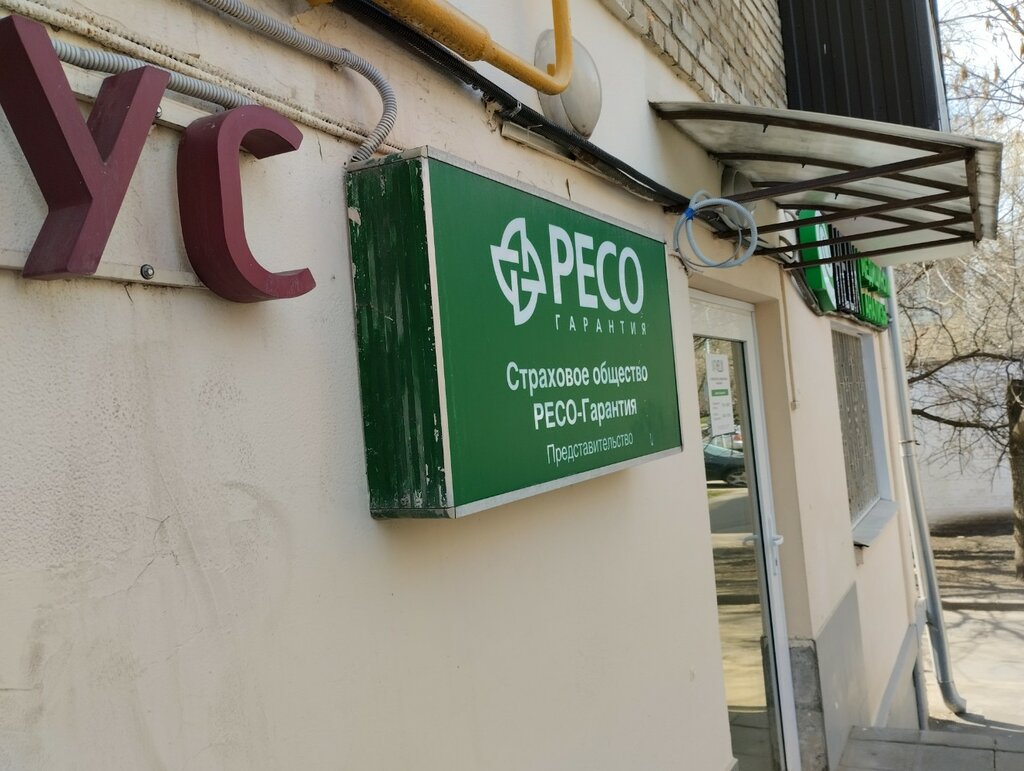 УС
РЕСО
ГАРАНТИЯ
Страховое общество
РЕСО-Гарантия
Представительство